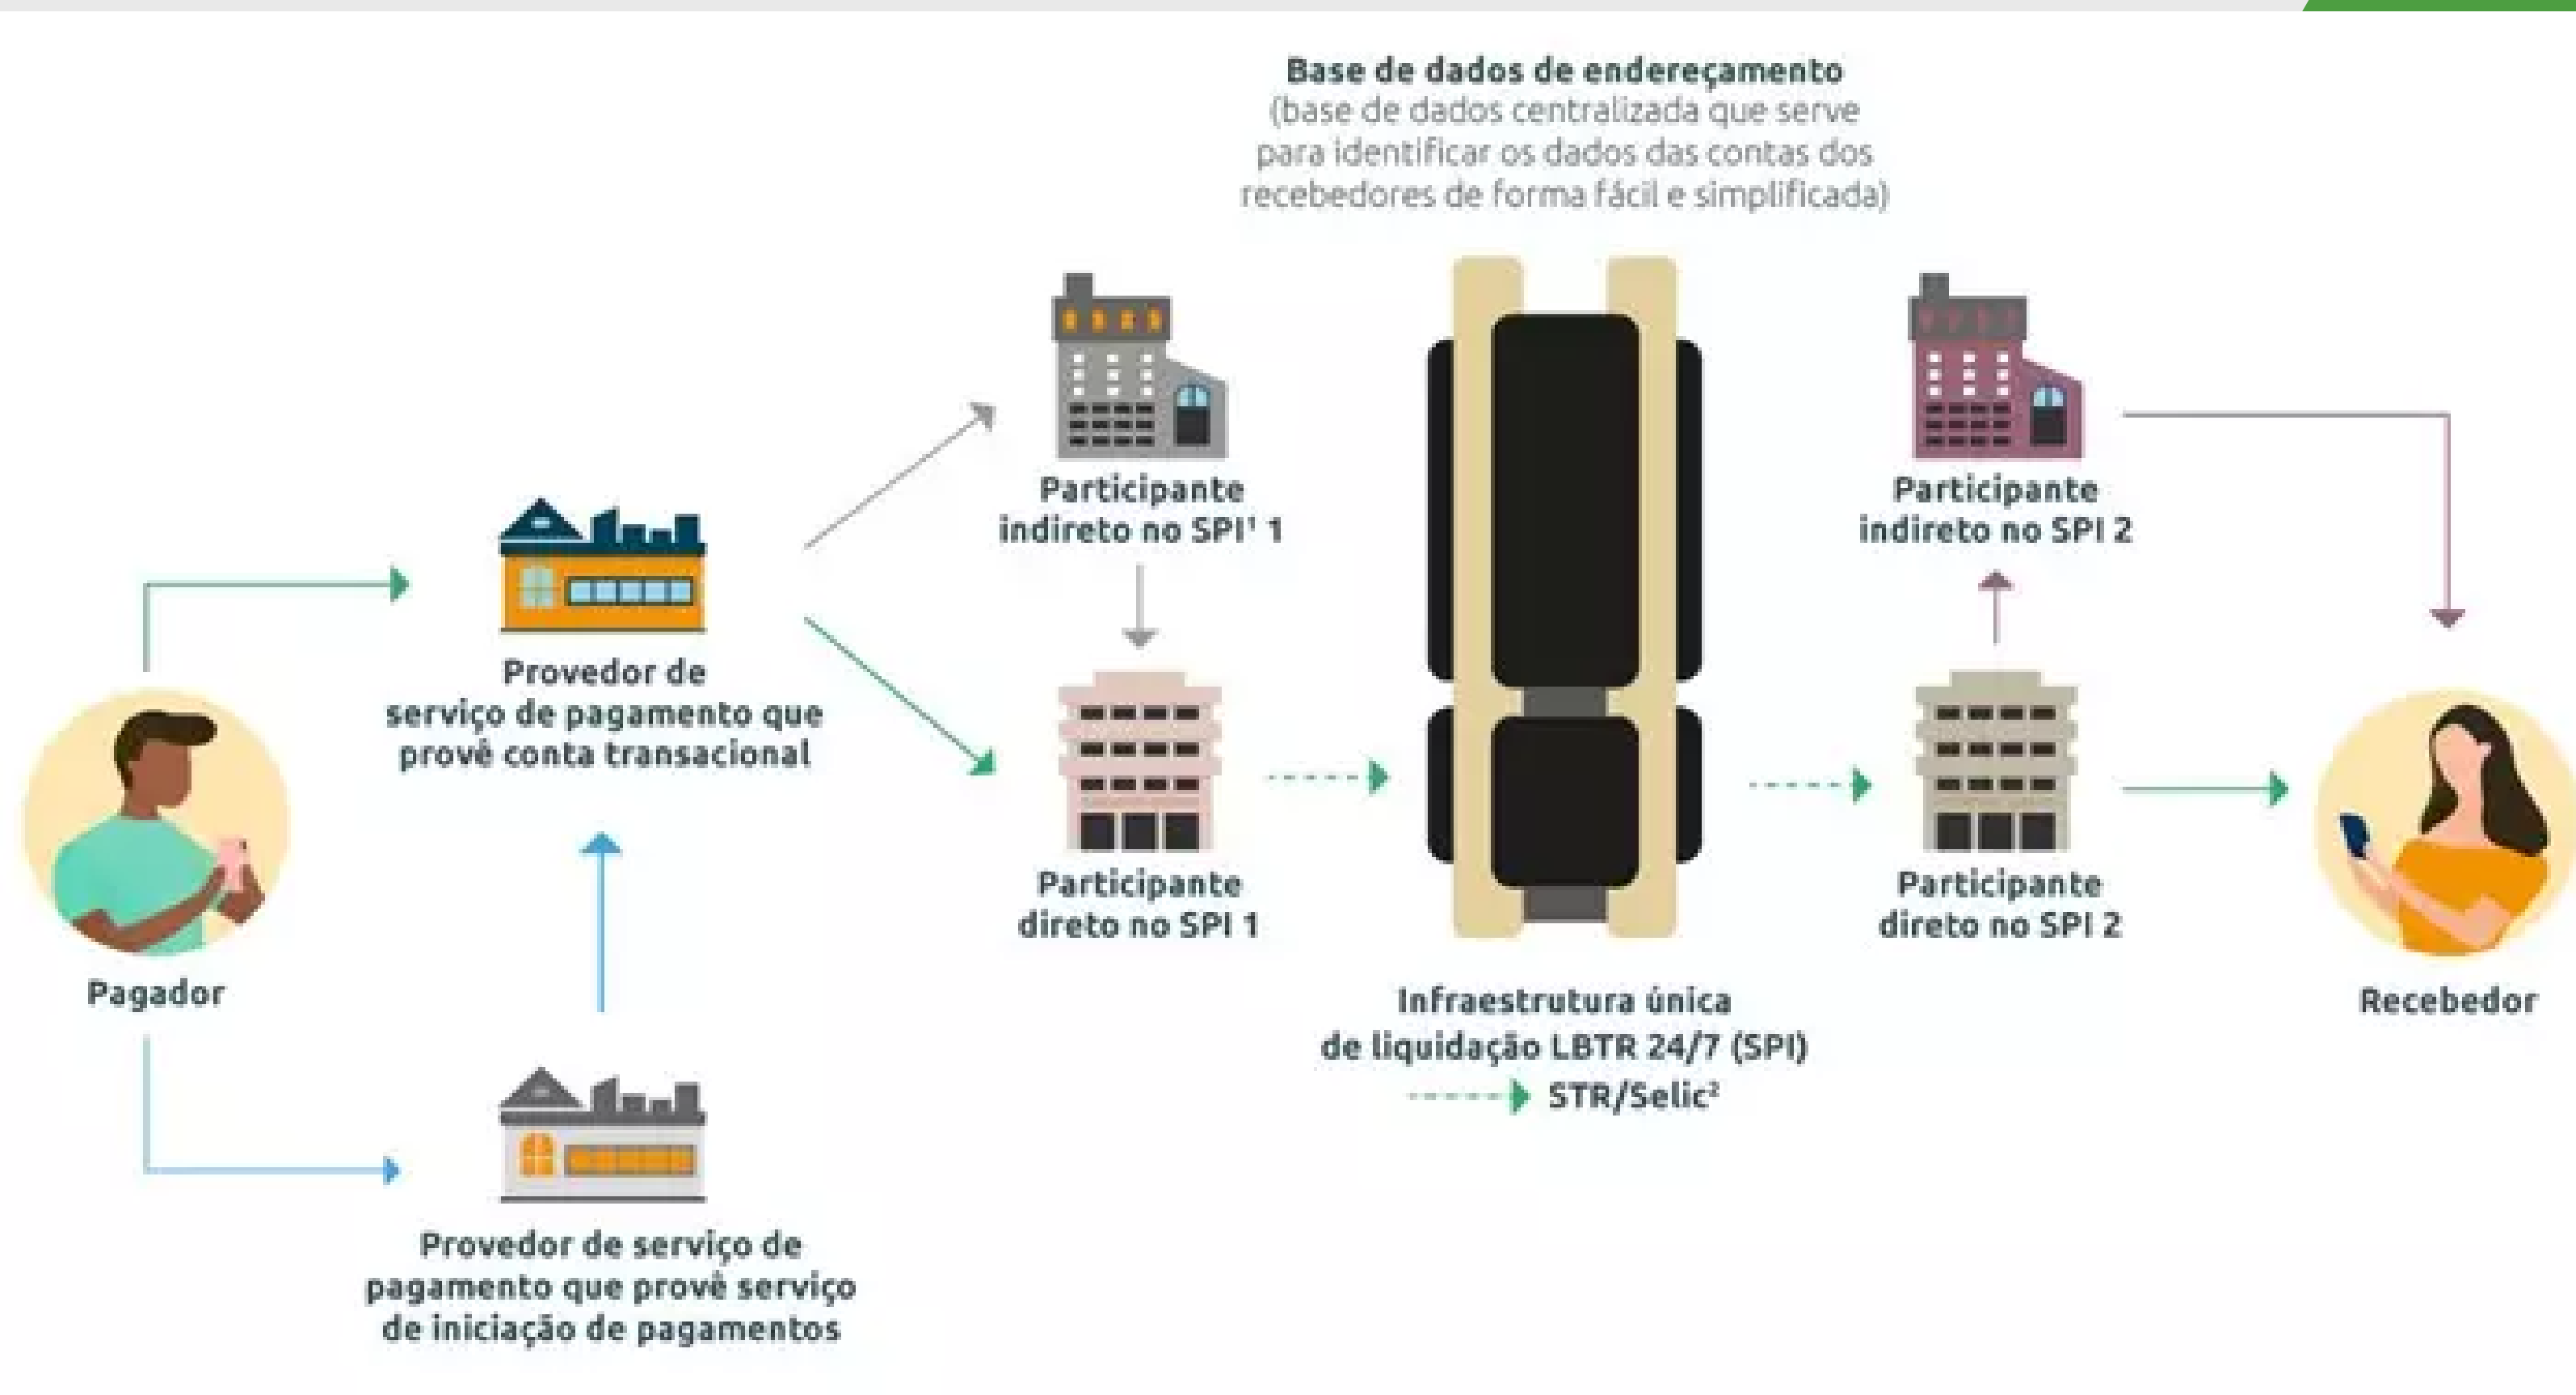 Base de dados de endereçamento
(base de dados centralizada que serve
para identificar os dados das contas dos
recebedores de forma fácil e simplificada)
Participante
indireto no SPI¹ 1
Participante
indireto no SPI 2
Provedor de
serviço de pagamento que
provê conta transacional
Participante
direto no SPI 1
Participante
direto no SPI 2
Pagador
Recebedor
Infraestrutura única
de liquidação LBTR 24/7 (SPI)
STR/Selic²
Provedor de serviço de
pagamento que provê serviço
de iniciação de pagamentos